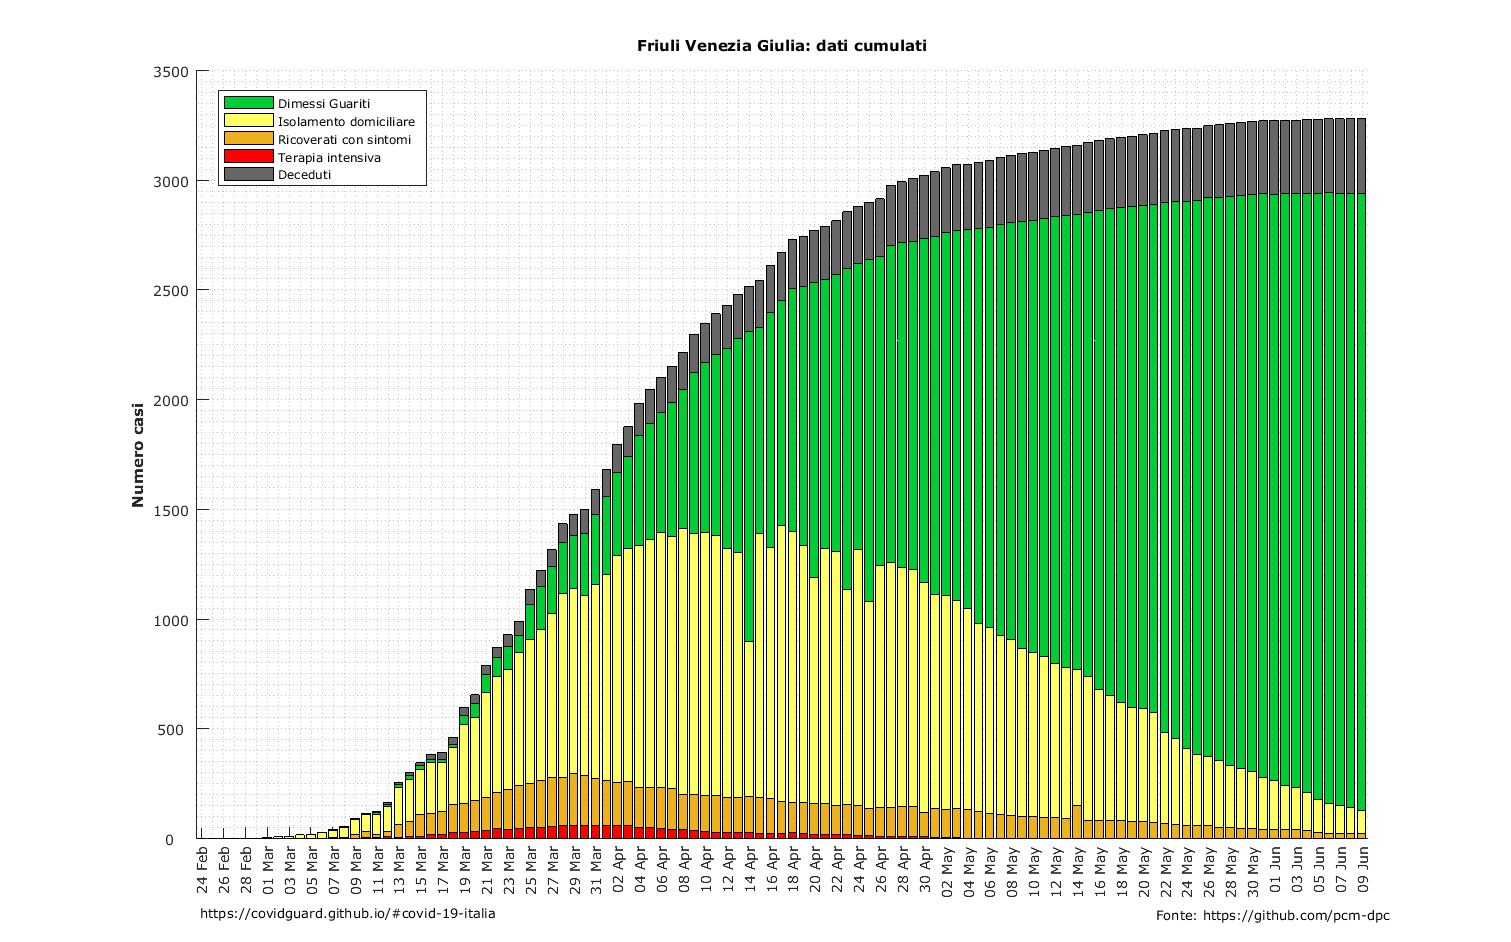 Friuli Venezia Giulia: dati cumulati
3500
3000
2500
2000
1500
1000
500
0
Numero casi
Dimessi Guariti
Isolamento domiciliare
Ricoverati con sintomi
Terapia intensiva
Deceduti
24 Feb
26 Feb
28 Feb
01 Mar
03 Mar
05 Mar
07 Mar
09 Mar
11 Mar
13 Mar
15 Mar
17 Mar
19 Mar
21 Mar
23 Mar
25 Mar
27 Mar
29 Mar
31 Mar
02 Apr
04 Apr
06 Apr
08 Apr
10 Apr
12 Apr
14 Apr
16 Apr
18 Apr
20 Apr
22 Apr
24 Apr
26 Apr
28 Apr
30 Apr
02 May
04 May
06 May
08 May
10 May
12 May
14 May
16 May
18 May
20 May
22 May
24 May
26 May
28 May
30 May
01 Jun
03 Jun
05 Jun
07 Jun
09 Jun
https://covidguard.github.io/#covid-19-italia
Fonte: https://github.com/pcm-dpc